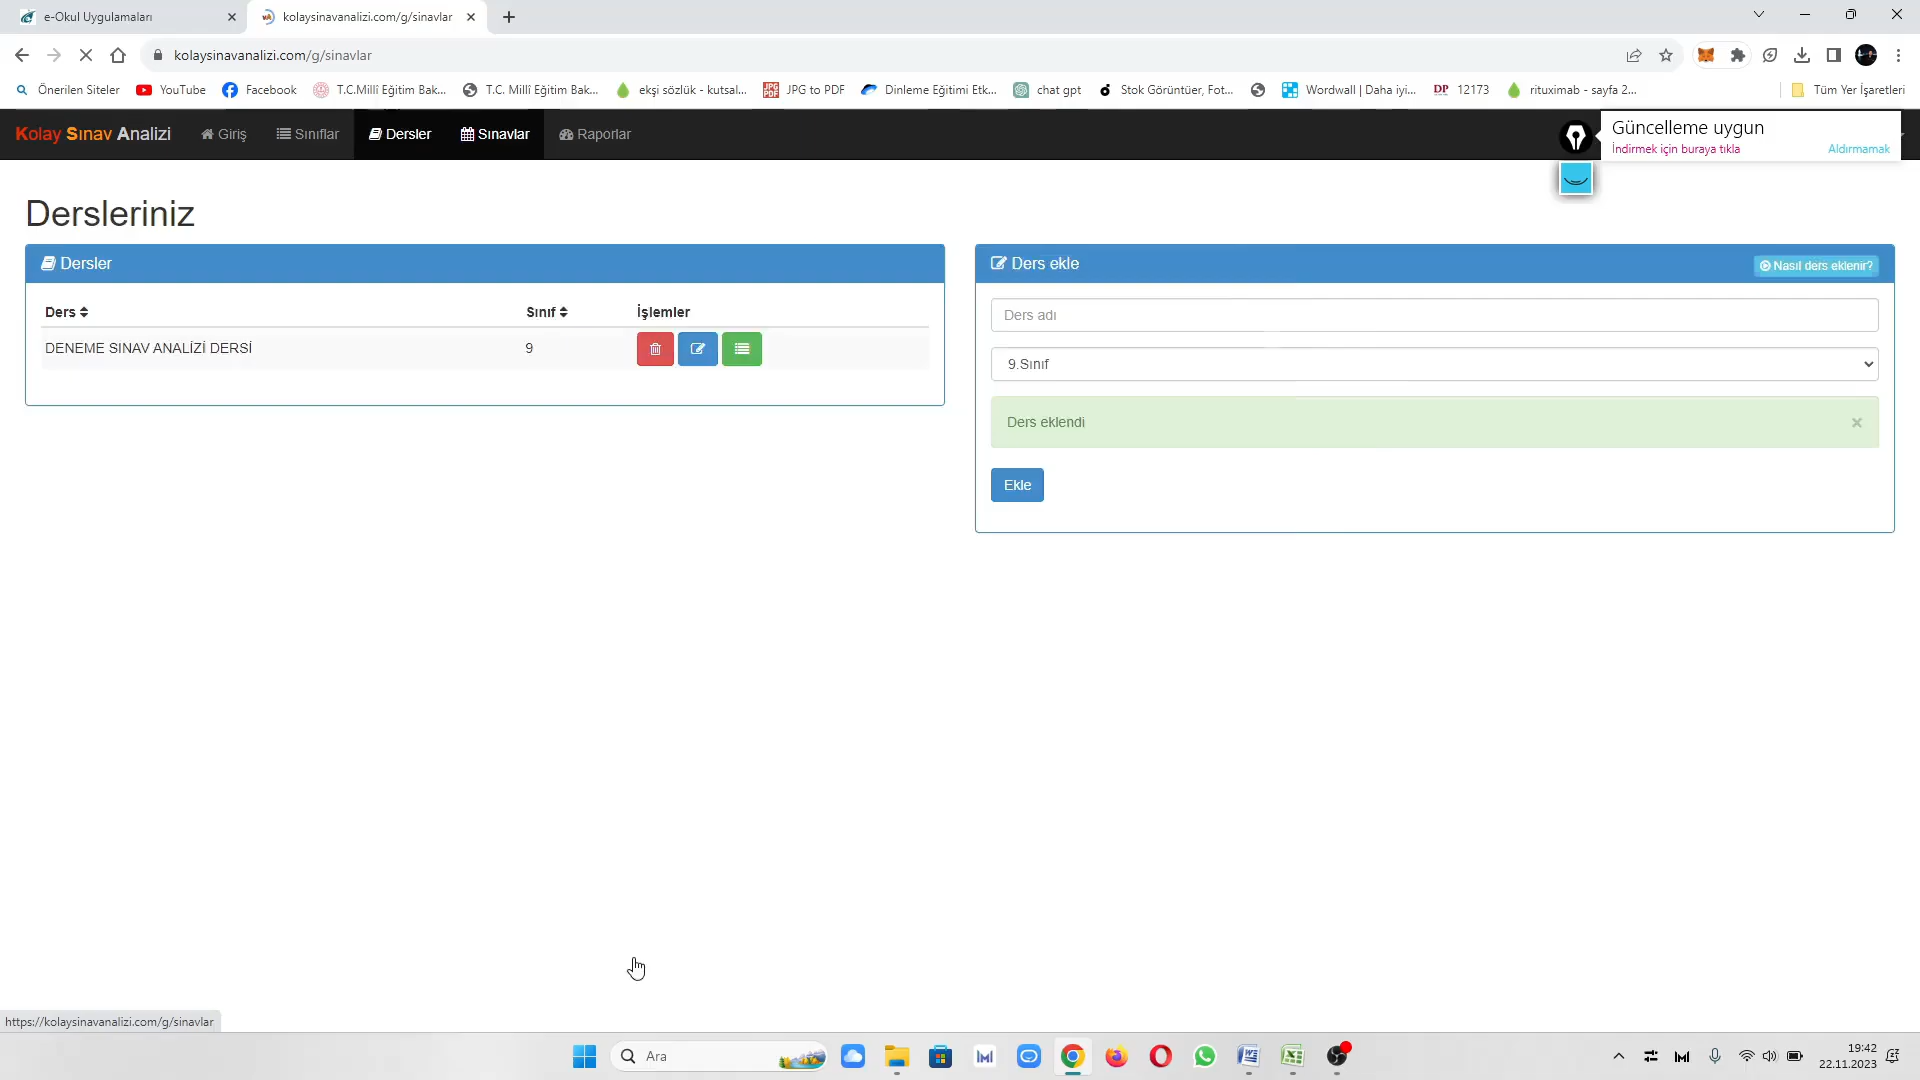 e-Okul Uygulamaları
kolaysinavanalizi.com/g/sinavlar
kolaysinavanalizi.com/g/sinavlar
Önerilen Siteler
YouTube
Facebook
T.C.Millî Eğitim Bak...
T.C. Millî Eğitim Bak...
ekşi sözlük - kutsal...
JPG to PDF
Dinleme Eğitimi Etk...
chat gpt
Stok Görüntüer, Fot...
Wordwall | Daha iyi...
DP 12173
rituximab - sayfa 2...
Tüm Yer İşaretleri
Kolay Sınav Analizi
Giriş
Sınıflar
Dersler
Sınavlar
Raporlar
Güncelleme uygun
İndirmek için buraya tıkla
Aldırmamak
Dersleriniz
Dersler
Ders
Sınıf
İşlemler
DENEME SINAV ANALİZİ DERSİ
9
Ders ekle
Nasıl ders eklenir?
Ders adı
9.Sınıf
Ders eklendi
×
Ekle
https://kolaysinavanalizi.com/g/sinavlar
Ara
19:42
22.11.2023